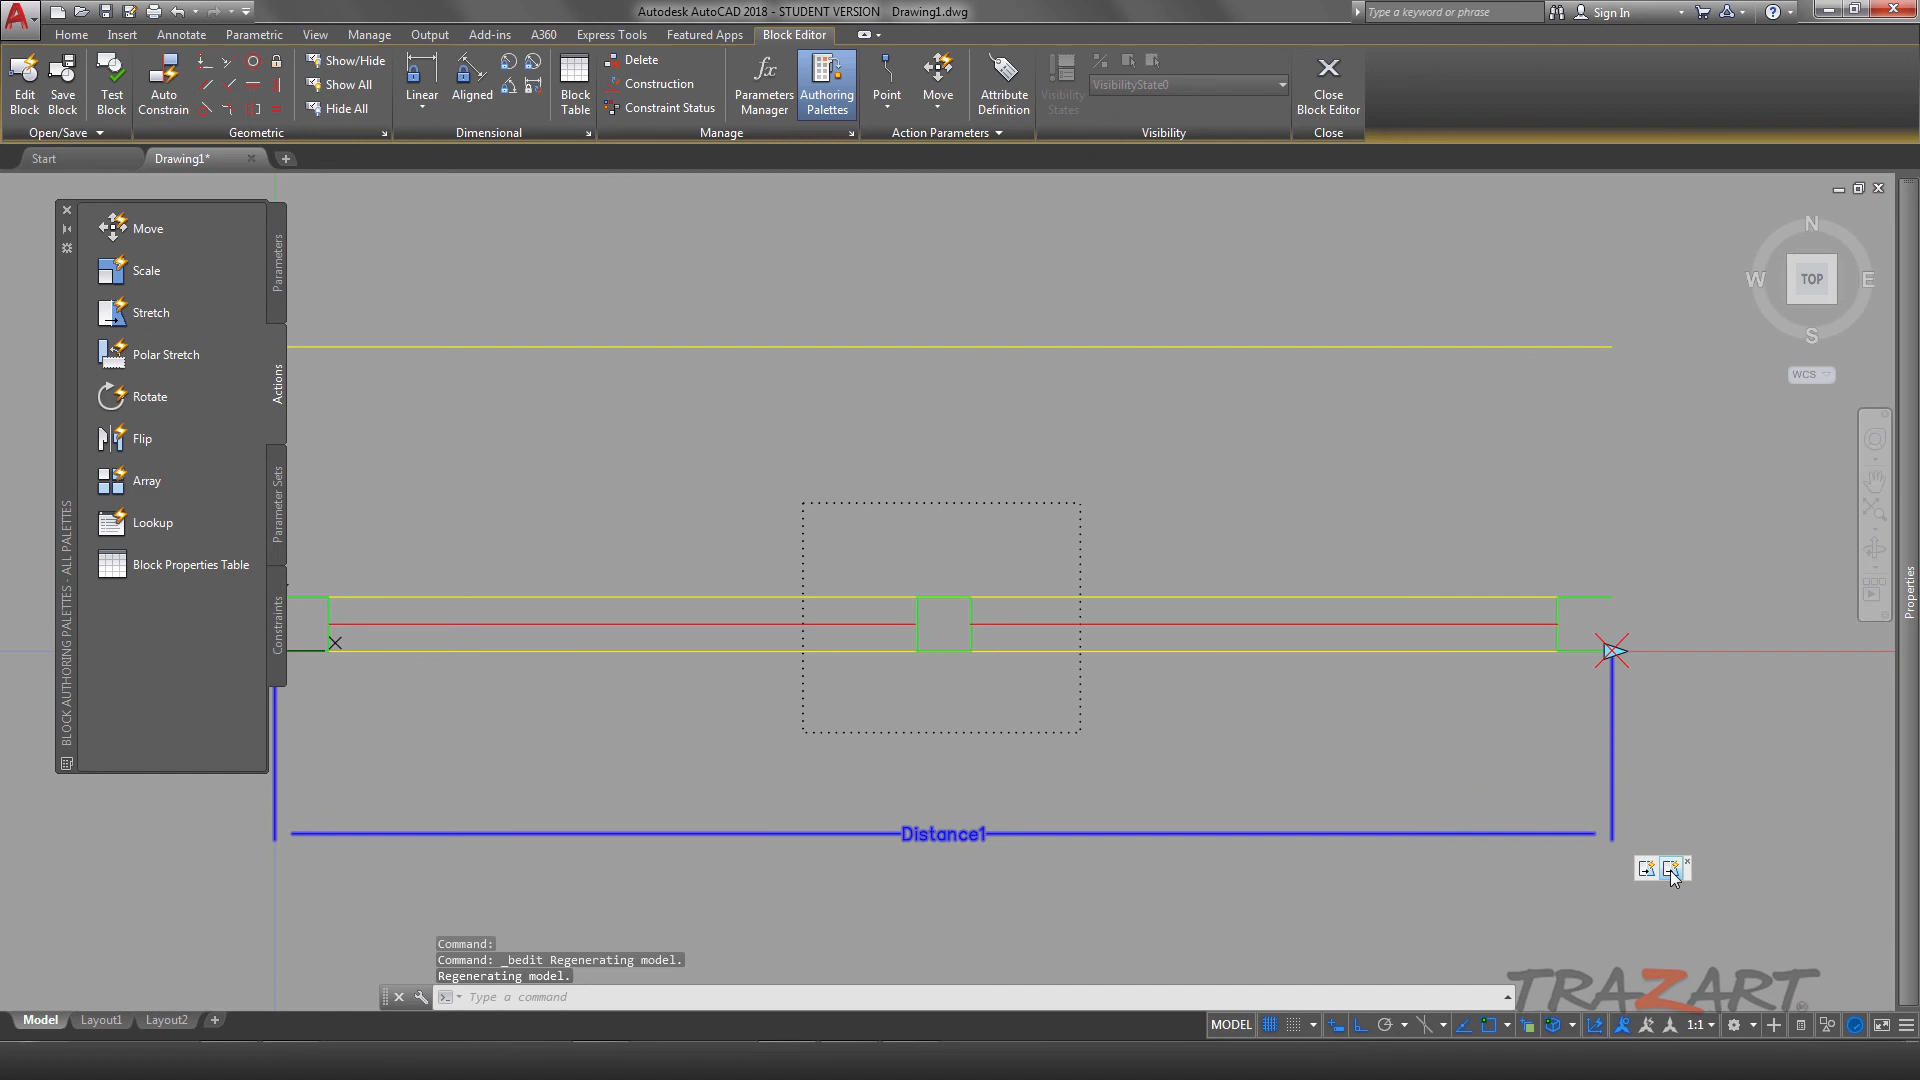 Autodesk AutoCAD 2018 - STUDENT VERSION Drawing1.dwg
Type a keyword or phrase
Sign In
Home Insert Annotate Parametric View Manage Output Add-ins A360 Express Tools Featured Apps Block Editor
Edit Block
Save Block
Test Block
Auto Constrain
Show/Hide
Show All
Hide All
Linear
Aligned
Block Table
Delete
Construction
Constraint Status
Parameters Manager
Authoring Palettes
Point
Move
Attribute Definition
Visibility States
VisibilityState0
Close Block Editor
Open/Save Geometric Dimensional Manage Action Parameters Visibility Close
Start Drawing1*
Move
Scale
Stretch
Polar Stretch
Rotate
Flip
Array
Lookup
Block Properties Table
Parameters
Actions
Parameter Sets
Constraints
BLOCK AUTHORING PALETTES - ALL PALETTES
N
W TOP E
S
WCS
Properties
Distance1
Command:
Command: _bedit Regenerating model.
Regenerating model.
Type a command
TRAZART
Model Layout1 Layout2
MODEL 1:1